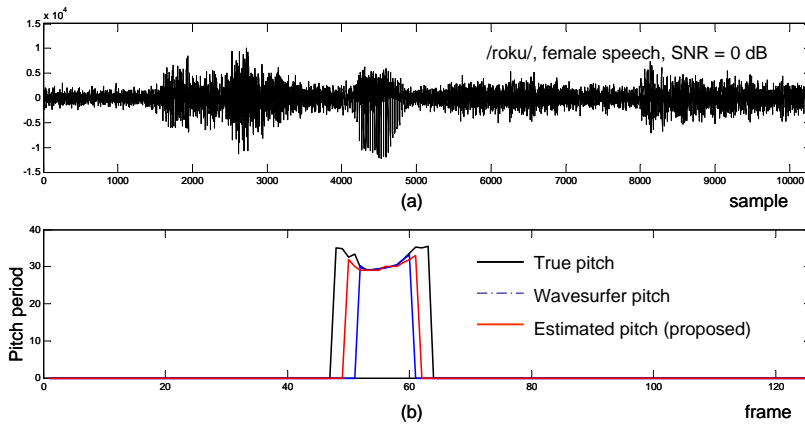 x 10^4
1.5
1
0.5
0
-0.5
-1
-1.5
/roku/, female speech, SNR = 0 dB
0 1000 2000 3000 4000 5000 6000 7000 8000 9000 10000
(a) sample
Pitch period
40
30
20
10
0
True pitch
Wavesurfer pitch
Estimated pitch (proposed)
0 20 40 60 80 100 120
(b) frame